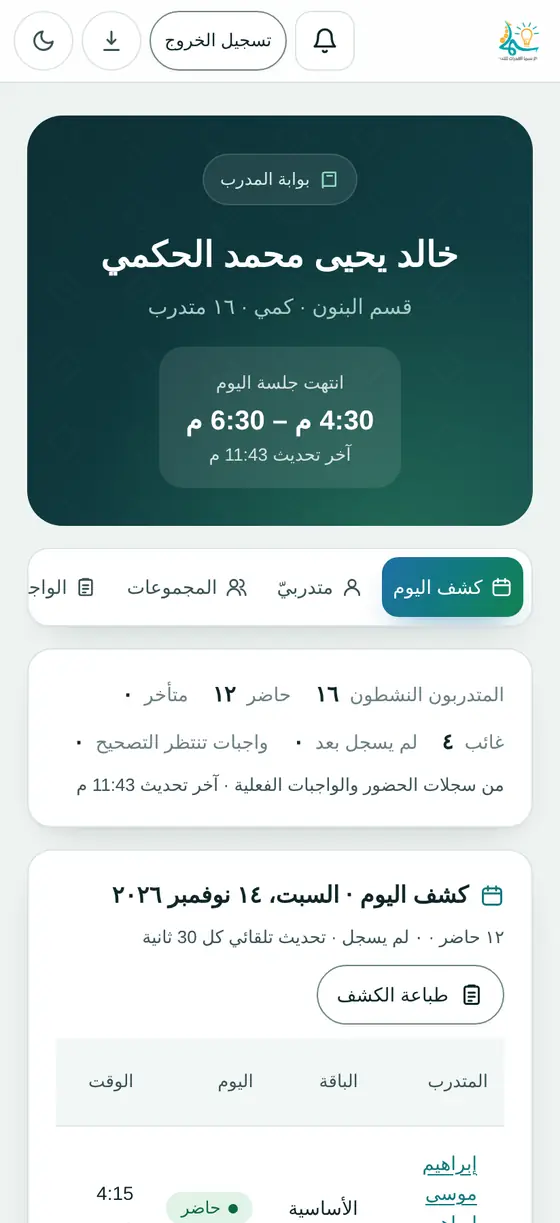 تسجيل الخروج
بوابة المدرب
خالد يحيى محمد الحكمي
قسم البنون · كمي · ١٦ متدرب
انتهت جلسة اليوم
4:30 م – 6:30 م
آخر تحديث 11:43 م
كشف اليوم
متدربيّ
المجموعات
الواج
المتدربون النشطون ١٦ حاضر ١٢ متأخر ٠
غائب ٤ لم يسجل بعد ٠ واجبات تنتظر التصحيح ٠
من سجلات الحضور والواجبات الفعلية · آخر تحديث 11:43 م
كشف اليوم · السبت، ١٤ نوفمبر ٢٠٢٦
١٢ حاضر · ٠ لم يسجل · تحديث تلقائي كل 30 ثانية
طباعة الكشف
المتدرب الباقة اليوم الوقت
إبراهيم
موسى
الأساسية حاضر 4:15